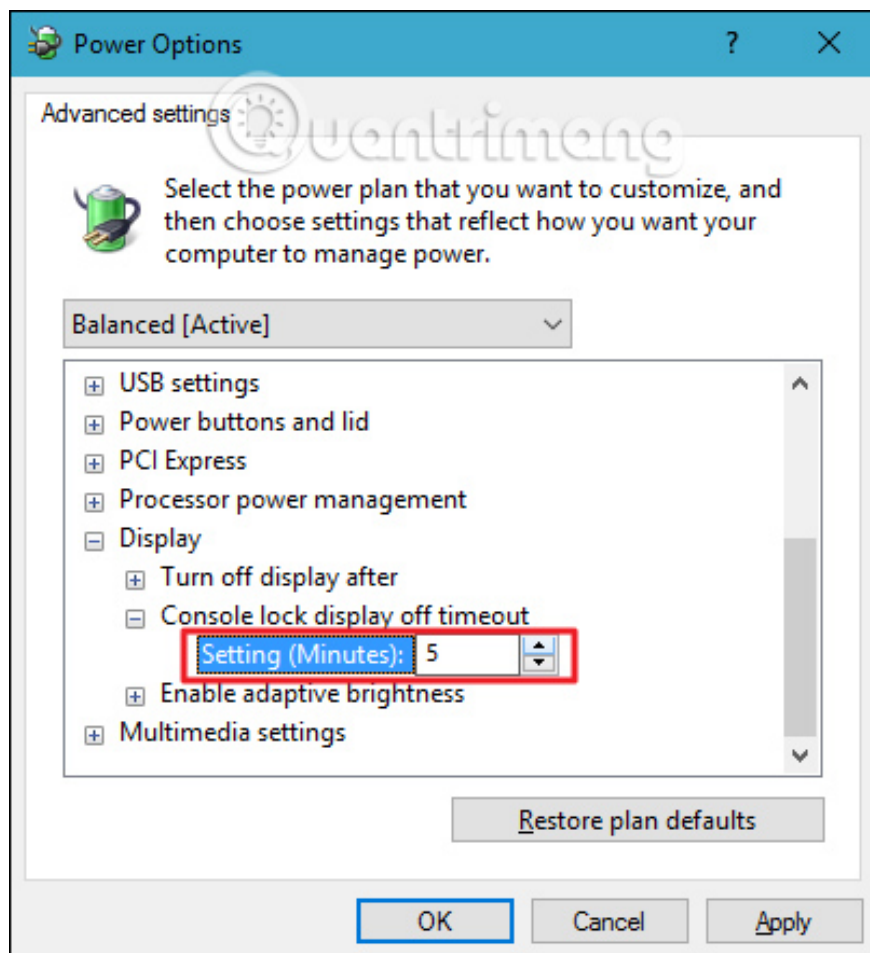 Power Options
?
Advanced settings
Quantrimang
Select the power plan that you want to customize, and
then choose settings that reflect how you want your
computer to manage power.
Balanced [Active]
USB settings
Power buttons and lid
PCI Express
Processor power management
Display
Turn off display after
Console lock display off timeout
Setting (Minutes): 5
Enable adaptive brightness
Multimedia settings
Restore plan defaults
OK Cancel Apply